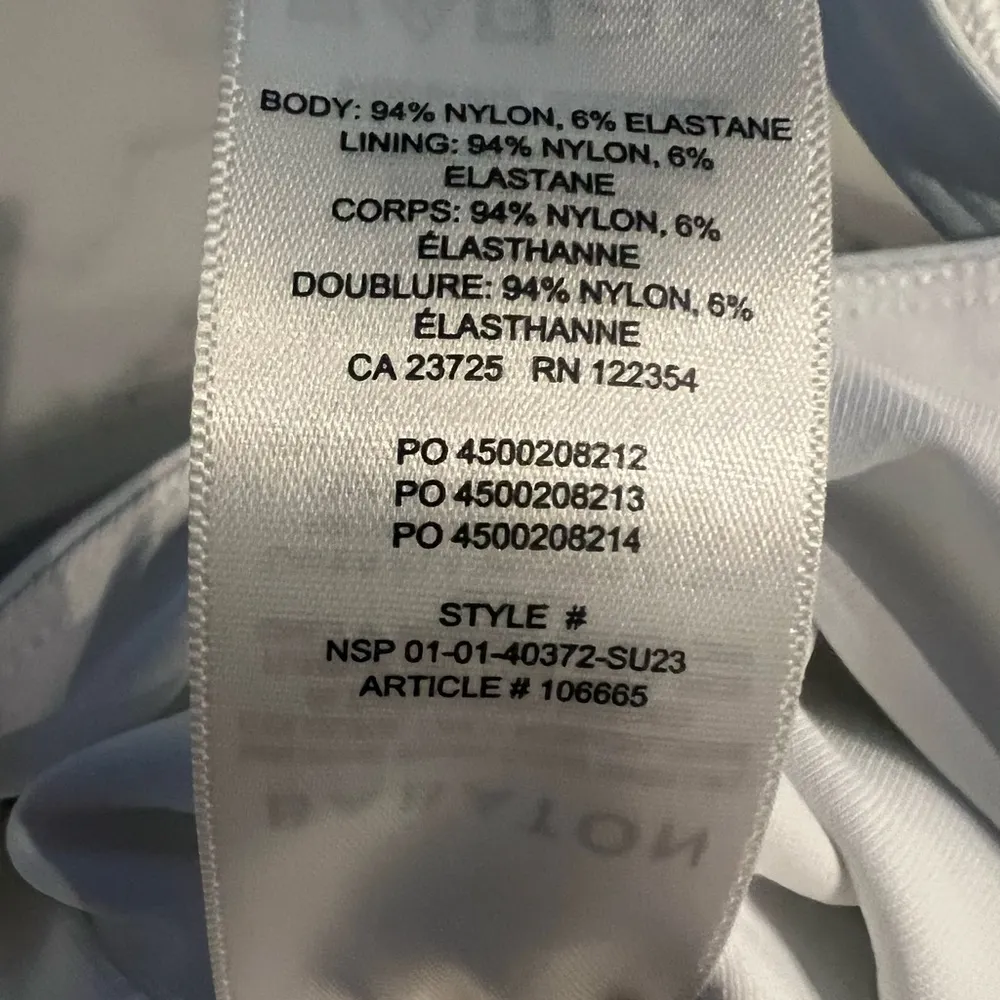 BODY: 94% NYLON, 6% ELASTANE
LINING: 94% NYLON, 6%
ELASTANE
CORPS: 94% NYLON, 6%
ÉLASTHANNE
DOUBLURE: 94% NYLON, 6%
ÉLASTHANNE
CA 23725 RN 122354
PO 4500208212
PO 4500208213
PO 4500208214
STYLE #
NSP 01-01-40372-SU23
ARTICLE # 106665